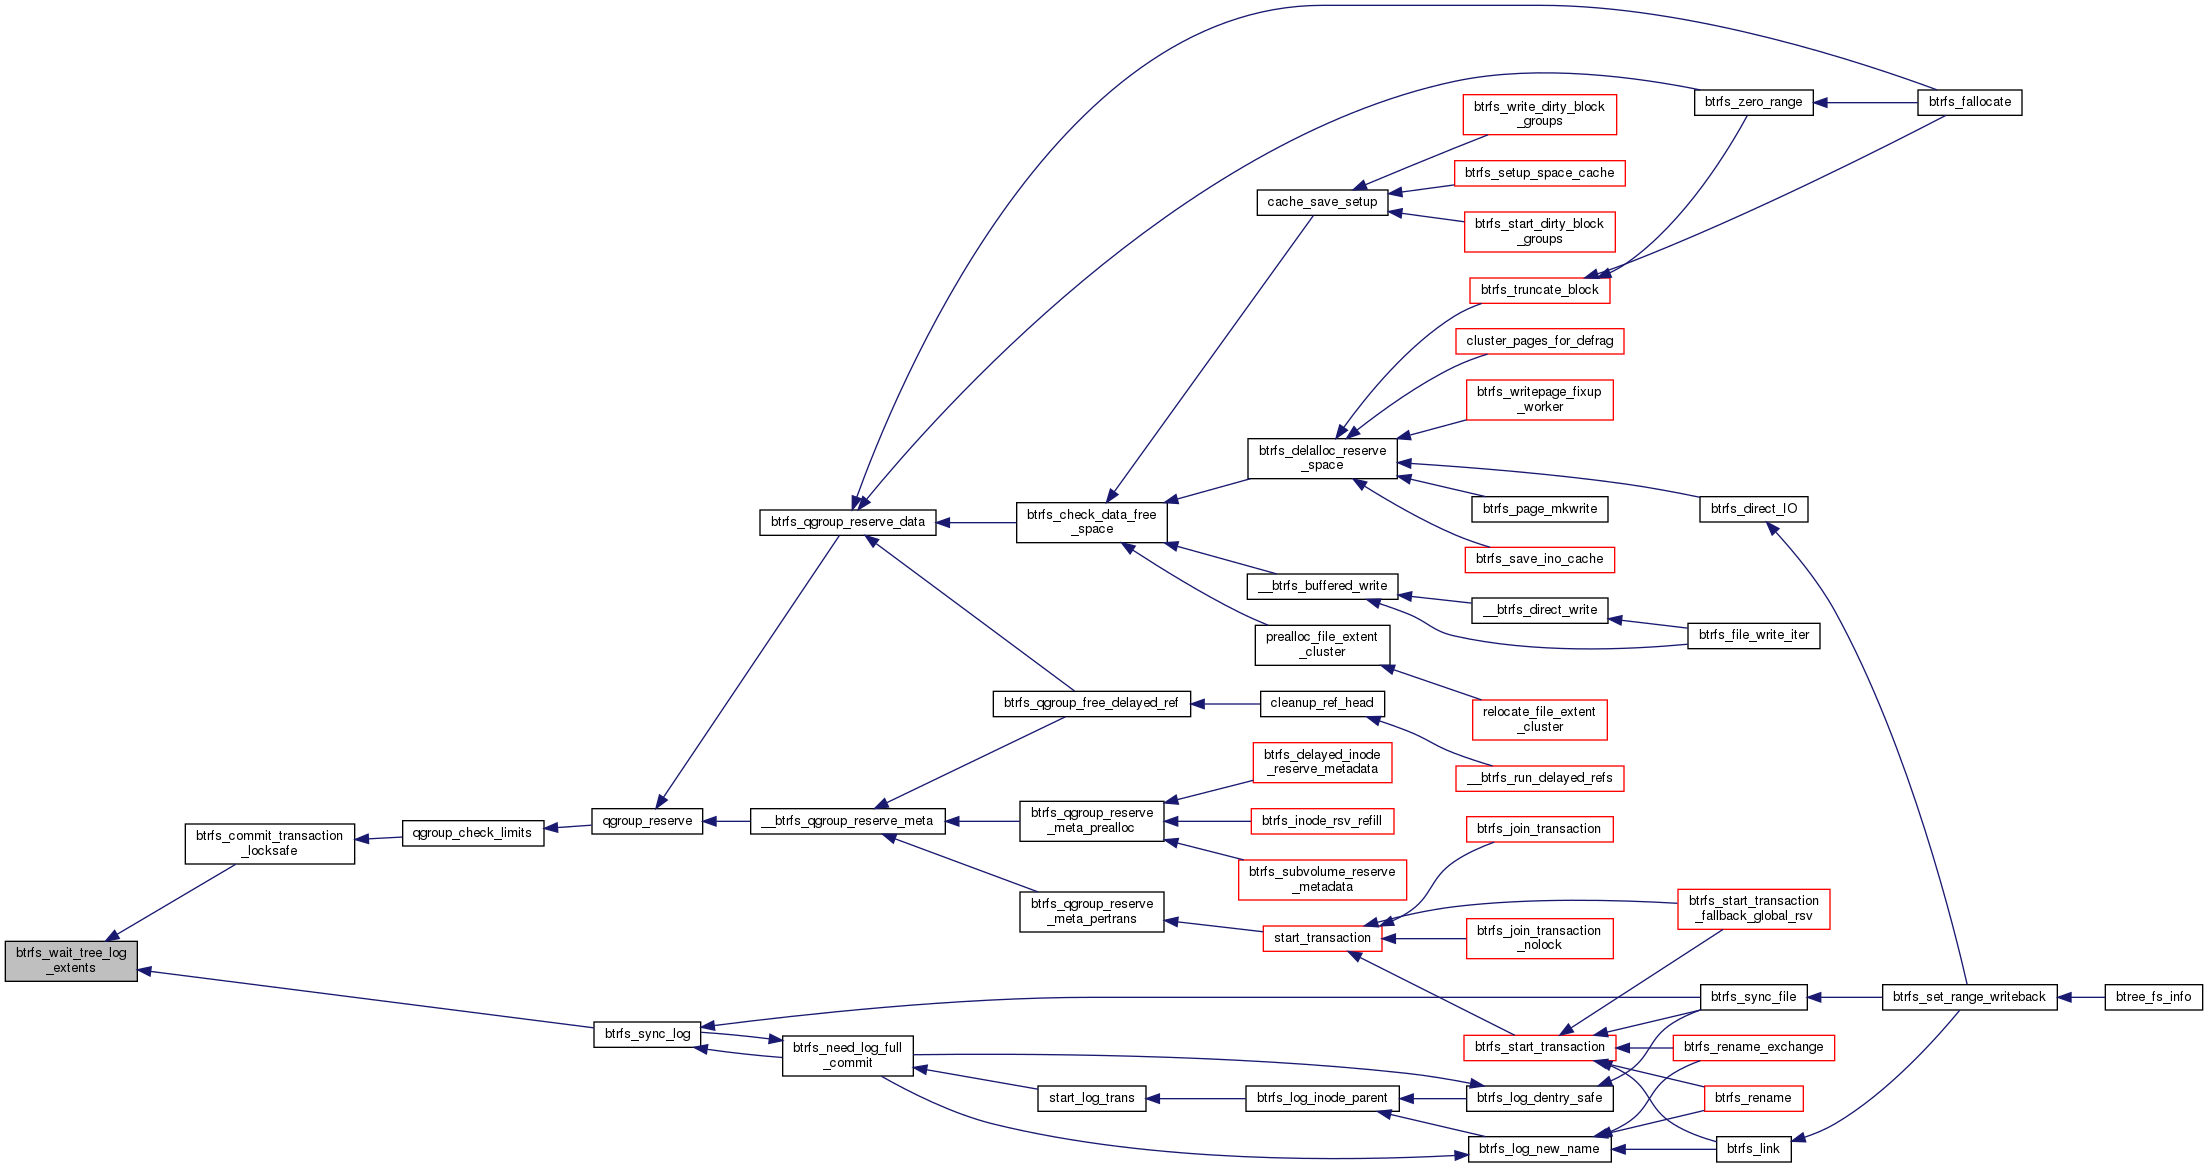 btrfs_wait_tree_log
_extents
btrfs_commit_transaction
_locksafe
qgroup_check_limits
qgroup_reserve
btrfs_qgroup_reserve_data
btrfs_fallocate
btrfs_zero_range
btrfs_check_data_free
_space
cache_save_setup
btrfs_write_dirty_block
_groups
btrfs_setup_space_cache
btrfs_start_dirty_block
_groups
btrfs_delalloc_reserve
_space
btrfs_truncate_block
cluster_pages_for_defrag
btrfs_writepage_fixup
_worker
btrfs_direct_IO
btrfs_set_range_writeback
btree_fs_info
btrfs_page_mkwrite
btrfs_save_ino_cache
__btrfs_buffered_write
__btrfs_direct_write
btrfs_file_write_iter
prealloc_file_extent
_cluster
relocate_file_extent
_cluster
btrfs_qgroup_free_delayed_ref
cleanup_ref_head
__btrfs_run_delayed_refs
__btrfs_qgroup_reserve_meta
btrfs_qgroup_reserve
_meta_prealloc
btrfs_delayed_inode
_reserve_metadata
btrfs_inode_rsv_refill
btrfs_subvolume_reserve
_metadata
btrfs_qgroup_reserve
_meta_pertrans
start_transaction
btrfs_join_transaction
btrfs_start_transaction
_fallback_global_rsv
btrfs_join_transaction
_nolock
btrfs_start_transaction
btrfs_sync_file
btrfs_rename_exchange
btrfs_rename
btrfs_link
btrfs_sync_log
btrfs_need_log_full
_commit
start_log_trans
btrfs_log_inode_parent
btrfs_log_dentry_safe
btrfs_log_new_name